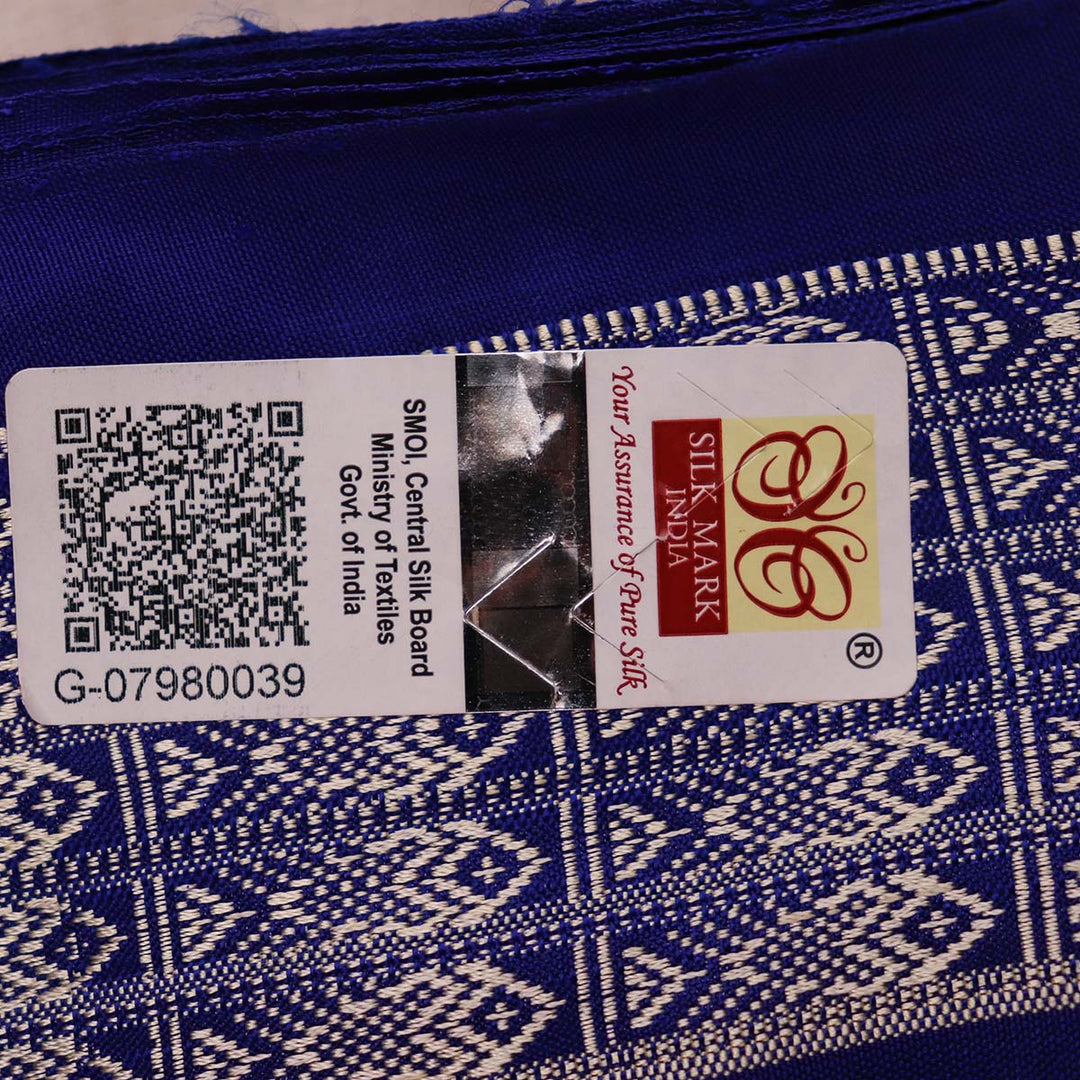 SILK MARK
INDIA
®
Your Assurance of Pure Silk
SMOI, Central Silk Board
Ministry of Textiles
Govt. of India
G-07980039